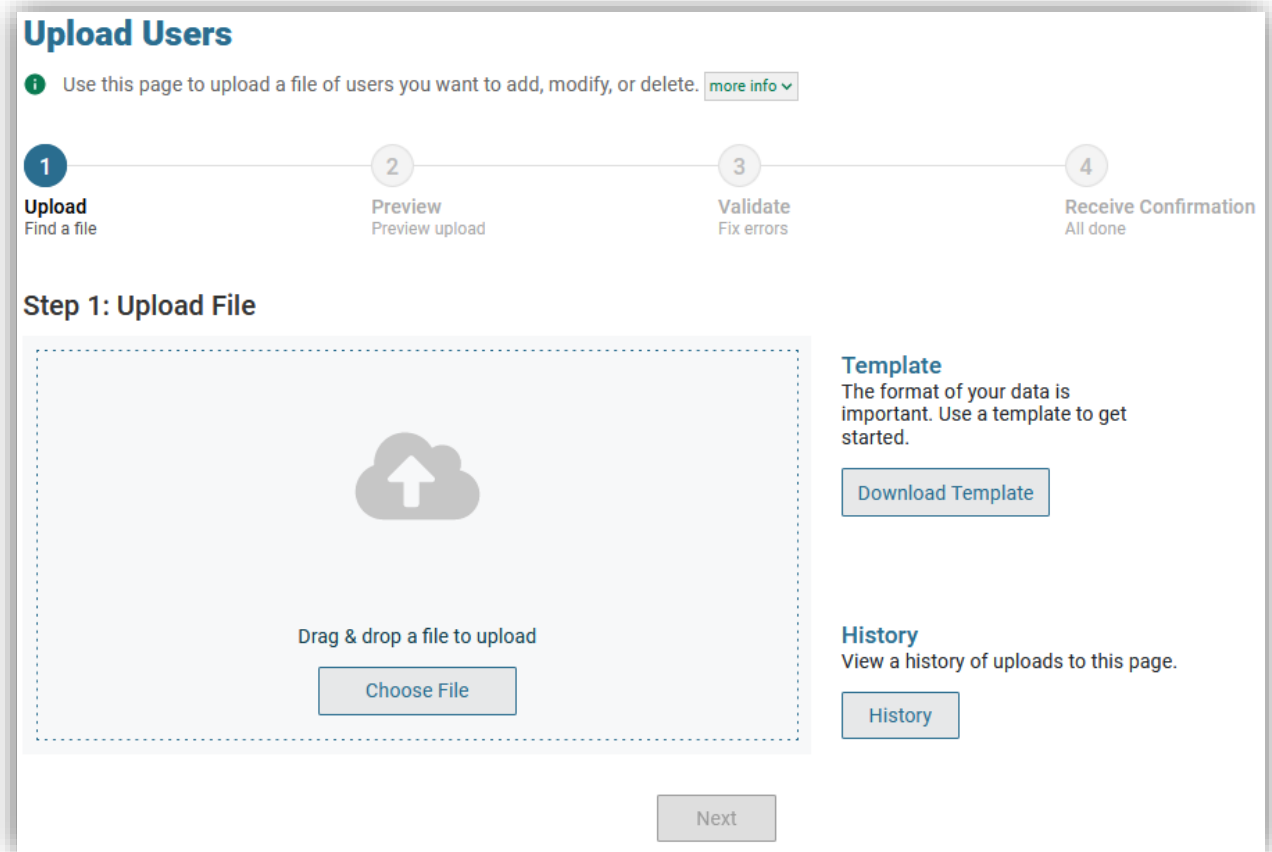 Upload Users
Use this page to upload a file of users you want to add, modify, or delete. more info
1
2
3
4
Upload
Preview
Validate
Receive Confirmation
Find a file
Preview upload
Fix errors
All done
Step 1: Upload File
Drag & drop a file to upload
Choose File
Template
The format of your data is
important. Use a template to get
started.
Download Template
History
View a history of uploads to this page.
History
Next